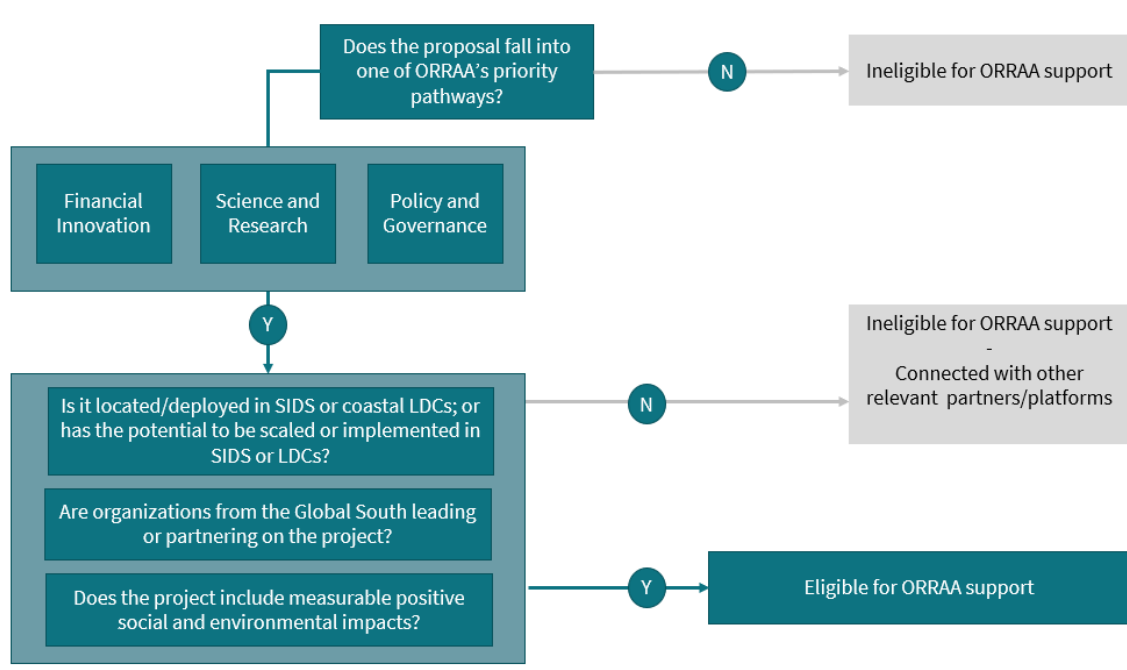 Does the proposal fall into
one of ORRAA's priority
pathways?
N
Ineligible for ORRAA support
Financial
Innovation
Science and
Research
Policy and
Governance
Y
Ineligible for ORRAA support
-
Connected with other
relevant partners/platforms
Is it located/deployed in SIDS or coastal LDCs; or
has the potential to be scaled or implemented in
SIDS or LDCs?
N
Are organizations from the Global South leading
or partnering on the project?
Does the project include measurable positive
social and environmental impacts?
Y
Eligible for ORRAA support